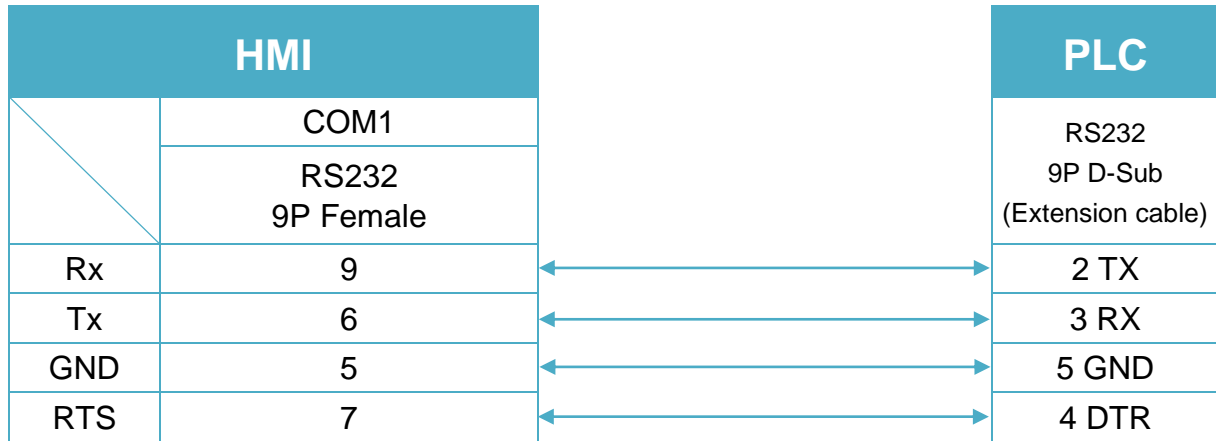 HMI PLC
COM1
RS232
9P Female
RS232
9P D-Sub
(Extension cable)
Rx 9 2 TX
Tx 6 3 RX
GND 5 5 GND
RTS 7 4 DTR